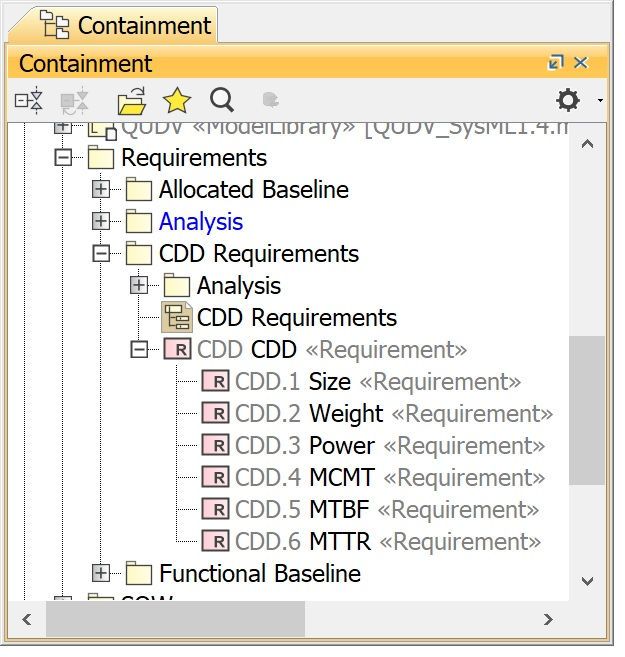 Containment
Containment
QUDV «ModelLibrary» [QUDV_SysML1.4.m
Requirements
Allocated Baseline
Analysis
CDD Requirements
Analysis
CDD Requirements
R CDD CDD «Requirement»
R CDD.1 Size «Requirement»
R CDD.2 Weight «Requirement»
R CDD.3 Power «Requirement»
R CDD.4 MCMT «Requirement»
R CDD.5 MTBF «Requirement»
R CDD.6 MTTR «Requirement»
Functional Baseline
SOW